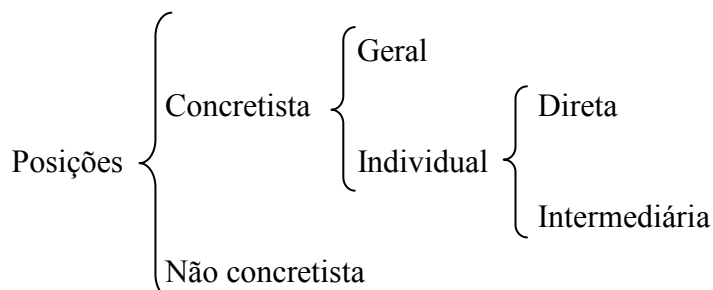 Geral
Concretista
Direta
Posições
Individual
Intermediária
Não concretista